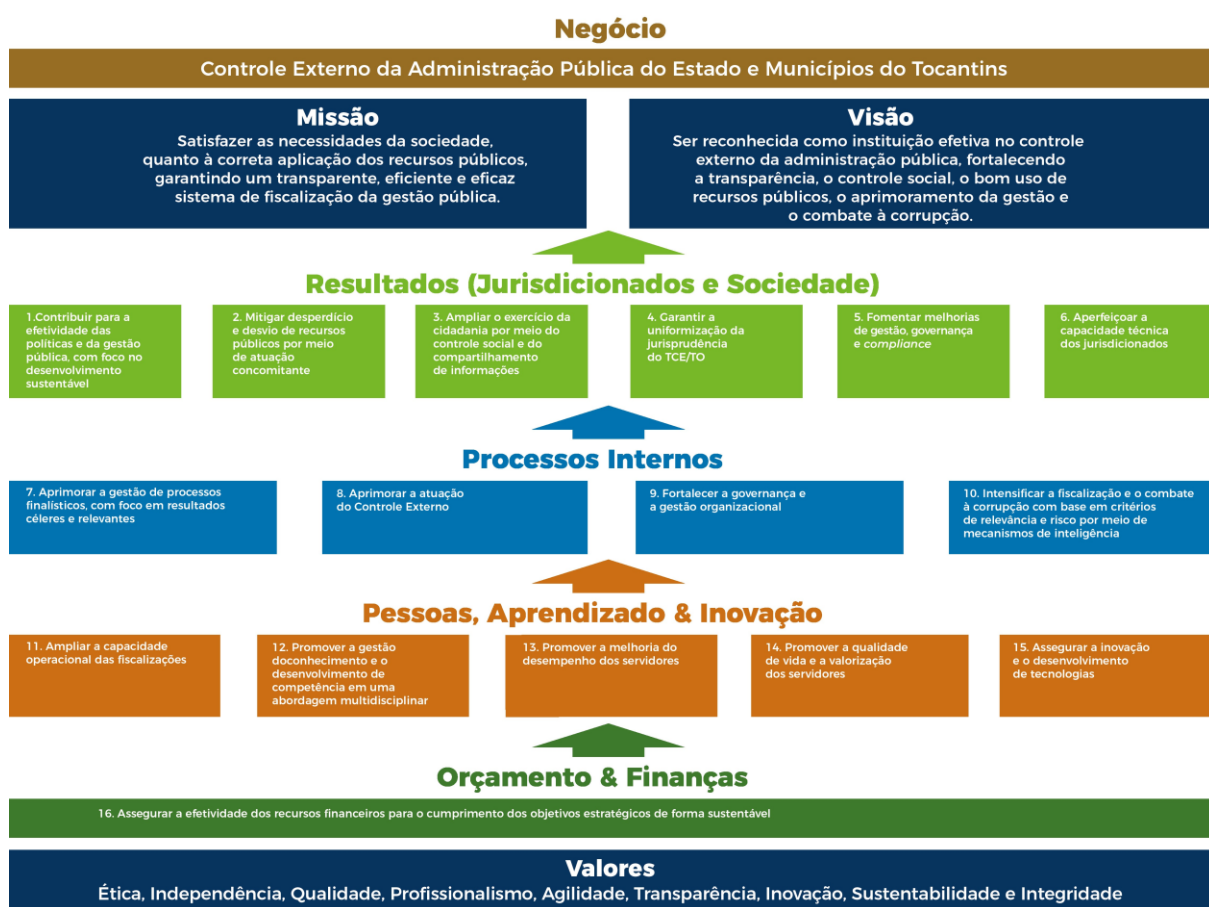 Negócio
Controle Externo da Administração Pública do Estado e Municípios do Tocantins
Missão
Satisfazer as necessidades da sociedade,
quanto à correta aplicação dos recursos públicos,
garantindo um transparente, eficiente e eficaz
sistema de fiscalização da gestão pública.
Visão
Ser reconhecida como instituição efetiva no controle
externo da administração pública, fortalecendo
a transparência, o controle social, o bom uso de
recursos públicos, o aprimoramento da gestão e
o combate à corrupção.
Resultados (Jurisdicionados e Sociedade)
1.Contribuir para a
efetividade das
políticas e da gestão
pública, com foco no
desenvolvimento
sustentável
2. Mitigar desperdício
e desvio de recursos
públicos por meio
de atuação
concomitante
3. Ampliar o exercício da
cidadania por meio do
controle social e do
compartilhamento
de informações
4. Garantir a
uniformização da
jurisprudência
do TCE/TO
5. Fomentar melhorias
de gestão, governança
e compliance
6. Aperfeiçoar a
capacidade técnica
dos jurisdicionados
Processos Internos
7. Aprimorar a gestão de processos
finalísticos, com foco em resultados
céleres e relevantes
8. Aprimorar a atuação
do Controle Externo
9. Fortalecer a governança e
a gestão organizacional
10. Intensificar a fiscalização e o combate
à corrupção com base em critérios
de relevância e risco por meio de
mecanismos de inteligência
Pessoas, Aprendizado & Inovação
11. Ampliar a capacidade
operacional das fiscalizações
12. Promover a gestão
doconhecimento e o
desenvolvimento de
competência em uma
abordagem multidisciplinar
13. Promover a melhoria do
desempenho dos servidores
14. Promover a qualidade
de vida e a valorização
dos servidores
15. Assegurar a inovação
e o desenvolvimento
de tecnologias
Orçamento & Finanças
16. Assegurar a efetividade dos recursos financeiros para o cumprimento dos objetivos estratégicos de forma sustentável
Valores
Ética, Independência, Qualidade, Profissionalismo, Agilidade, Transparência, Inovação, Sustentabilidade e Integridade